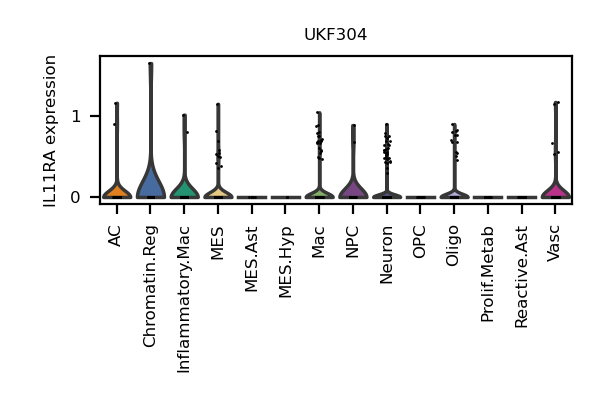 UKF304
IL11RA expression
1
0
AC
Chromatin.Reg
Inflammatory.Mac
MES
MES.Ast
MES.Hyp
Mac
NPC
Neuron
OPC
Oligo
Prolif.Metab
Reactive.Ast
Vasc